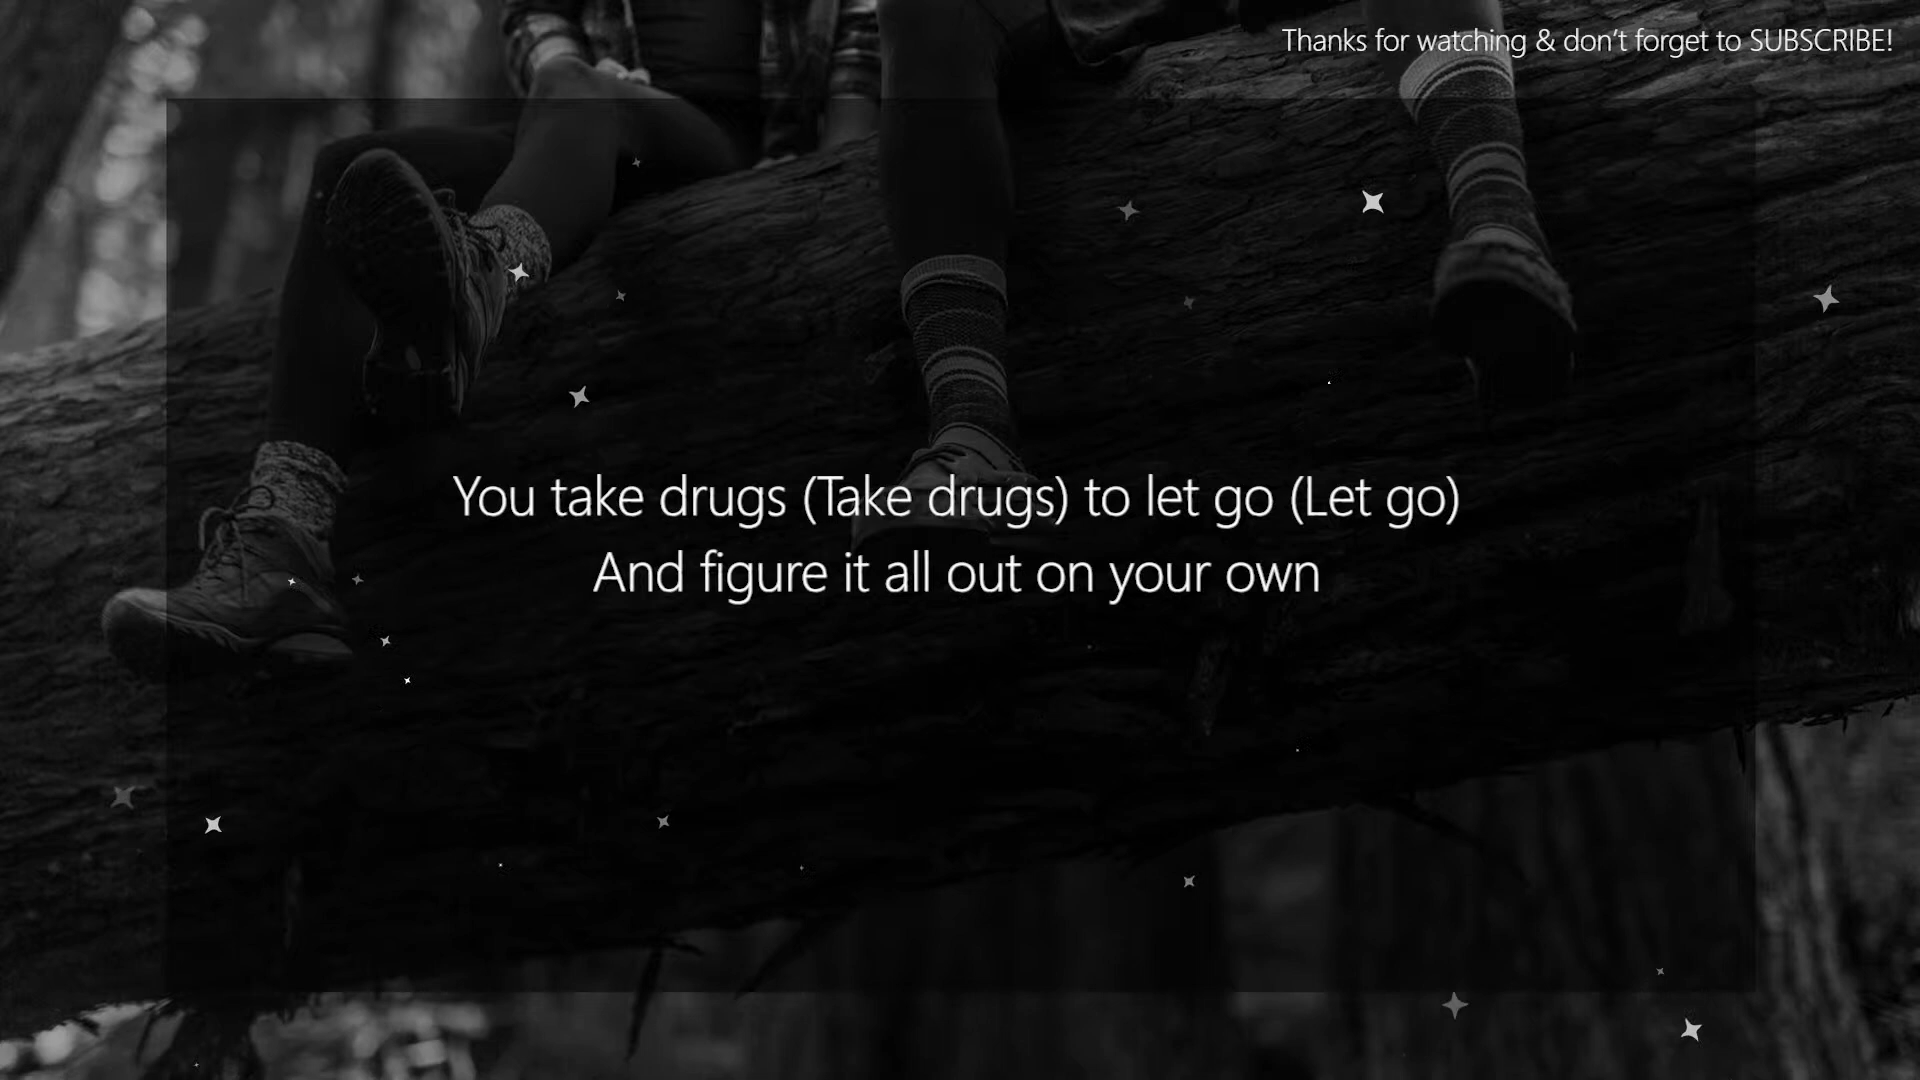 Thanks for watching & don't forget to SUBSCRIBE!
You take drugs (Take drugs) to let go (Let go)
And figure it all out on your own